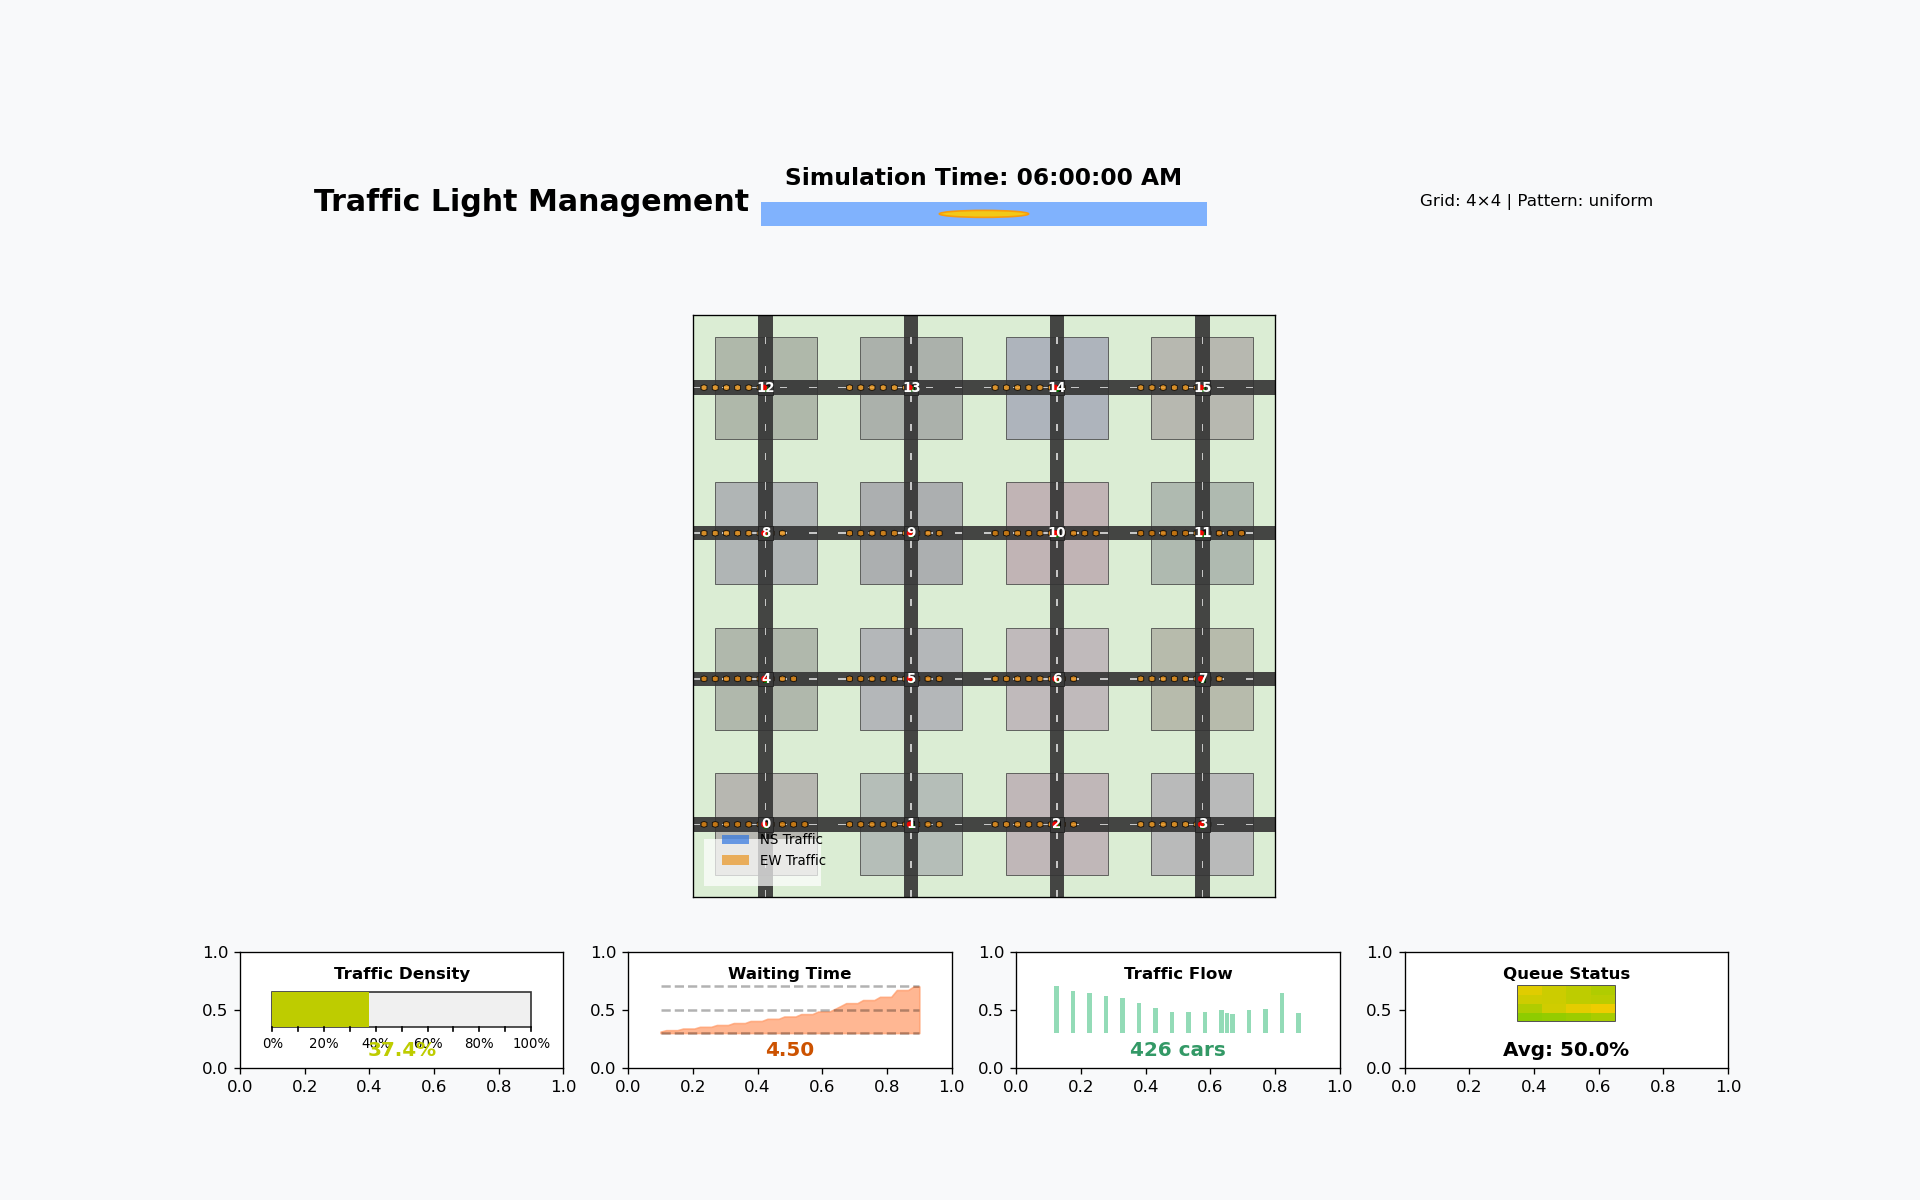 Simulation Time: 06:00:00 AM
Traffic Light Management
Grid: 4×4 | Pattern: uniform
12 13 14 15
8 9 10 11
4 5 6 7
0 1 2 3
NS Traffic
EW Traffic
Traffic Density
1.0
0.5
0.0
0% 20% 40% 60% 80% 100%
37.4%
0.0 0.2 0.4 0.6 0.8 1.0
Waiting Time
1.0
0.5
0.0
4.50
0.0 0.2 0.4 0.6 0.8 1.0
Traffic Flow
1.0
0.5
0.0
426 cars
0.0 0.2 0.4 0.6 0.8 1.0
Queue Status
1.0
0.5
0.0
Avg: 50.0%
0.0 0.2 0.4 0.6 0.8 1.0